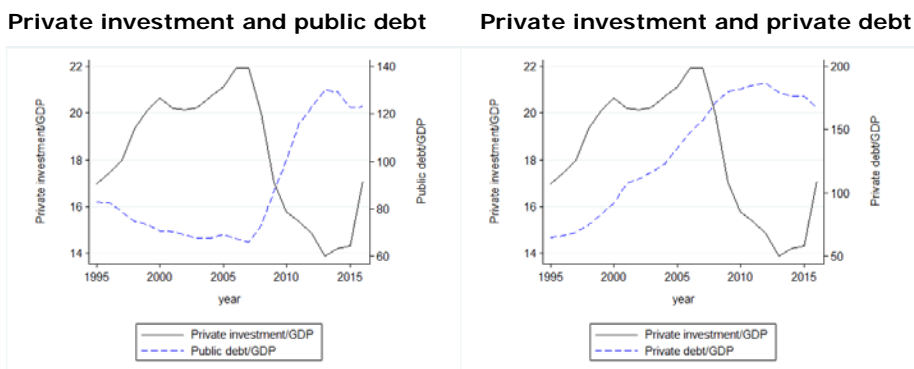 Private investment and public debt
Private investment and private debt
22
20
18
16
14
Private investment/GDP
140
120
100
80
60
Public debt/GDP
1995
2000
2005
2010
2015
year
Private investment/GDP
Public debt/GDP
22
20
18
16
14
Private investment/GDP
200
150
100
50
Private debt/GDP
1995
2000
2005
2010
2015
year
Private investment/GDP
Private debt/GDP